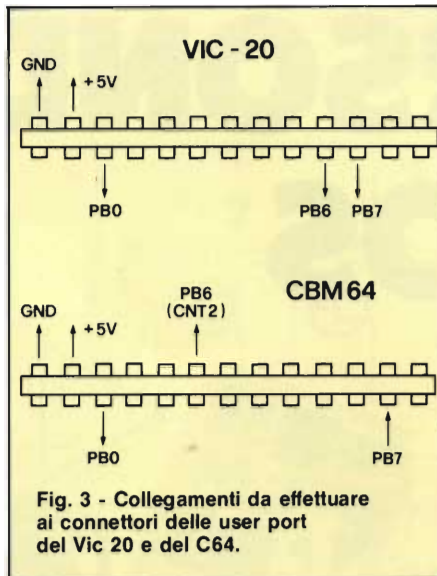 VIC - 20
GND
+5V
PB0
PB6
PB7
CBM 64
GND
+5V
PB6
(CNT2)
PB0
PB7
Fig. 3 - Collegamenti da effettuare
ai connettori delle user port
del Vic 20 e del C64.